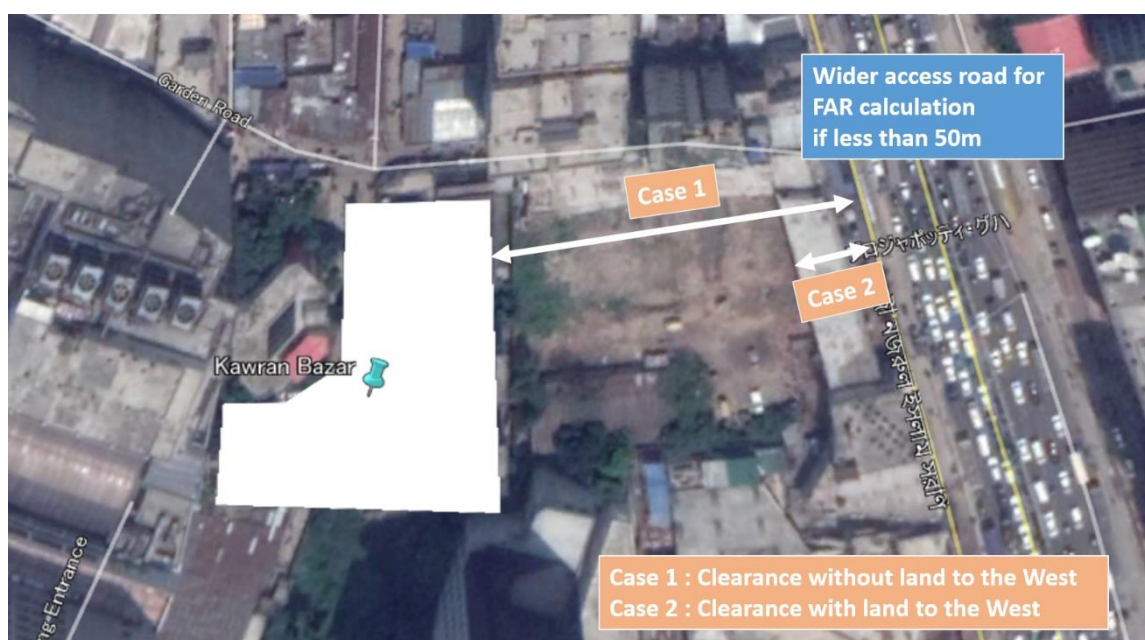 Garden Road
Wider access road for
FAR calculation
if less than 50m
Case 1
Case 2
Kawran Bazar
ng Entrance
Case 1 : Clearance without land to the West
Case 2 : Clearance with land to the West